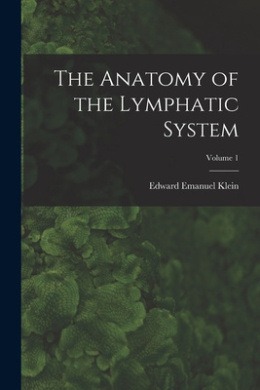 The Anatomy of
the Lymphatic
System
Volume 1
Edward Emanuel Klein